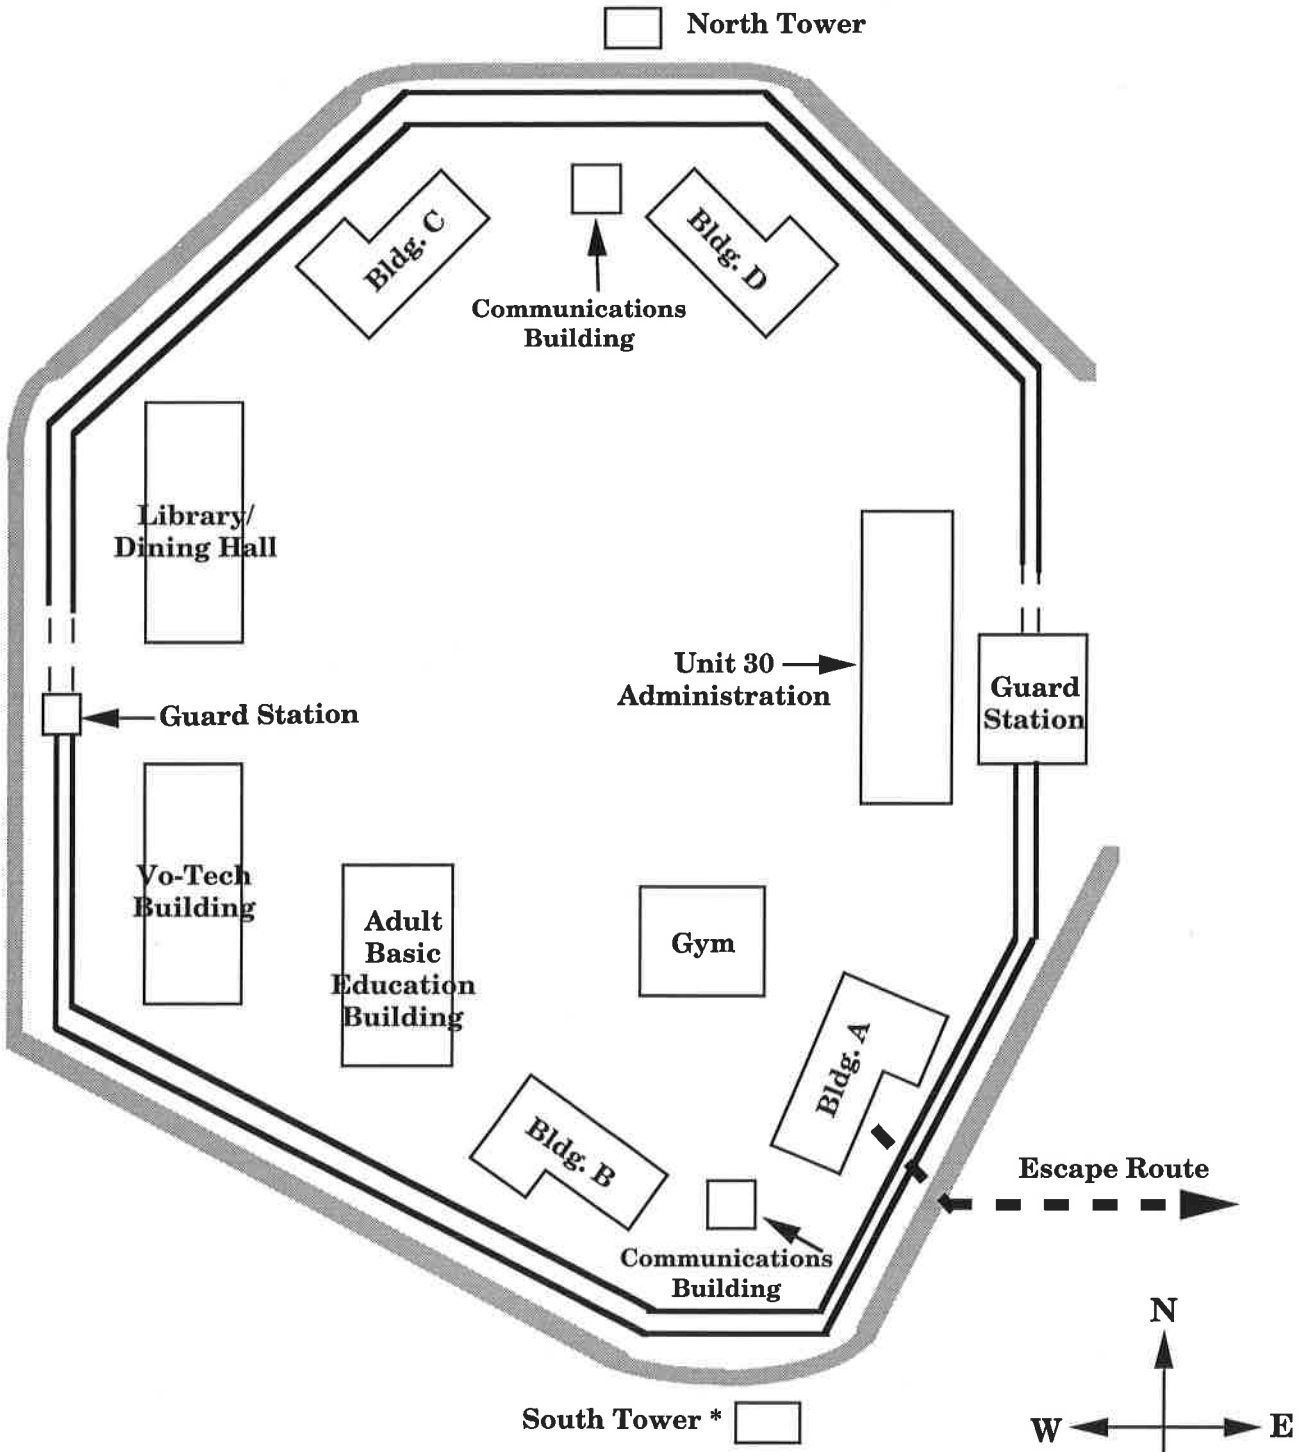 North Tower
Bldg. C
Bldg. D
Communications
Building
Library/
Dining Hall
Unit 30
Administration
Guard
Station
Guard Station
Vo-Tech
Building
Adult
Basic
Education
Building
Gym
Bldg. A
Bldg. B
Escape Route
Communications
Building
N
South Tower *
W
E